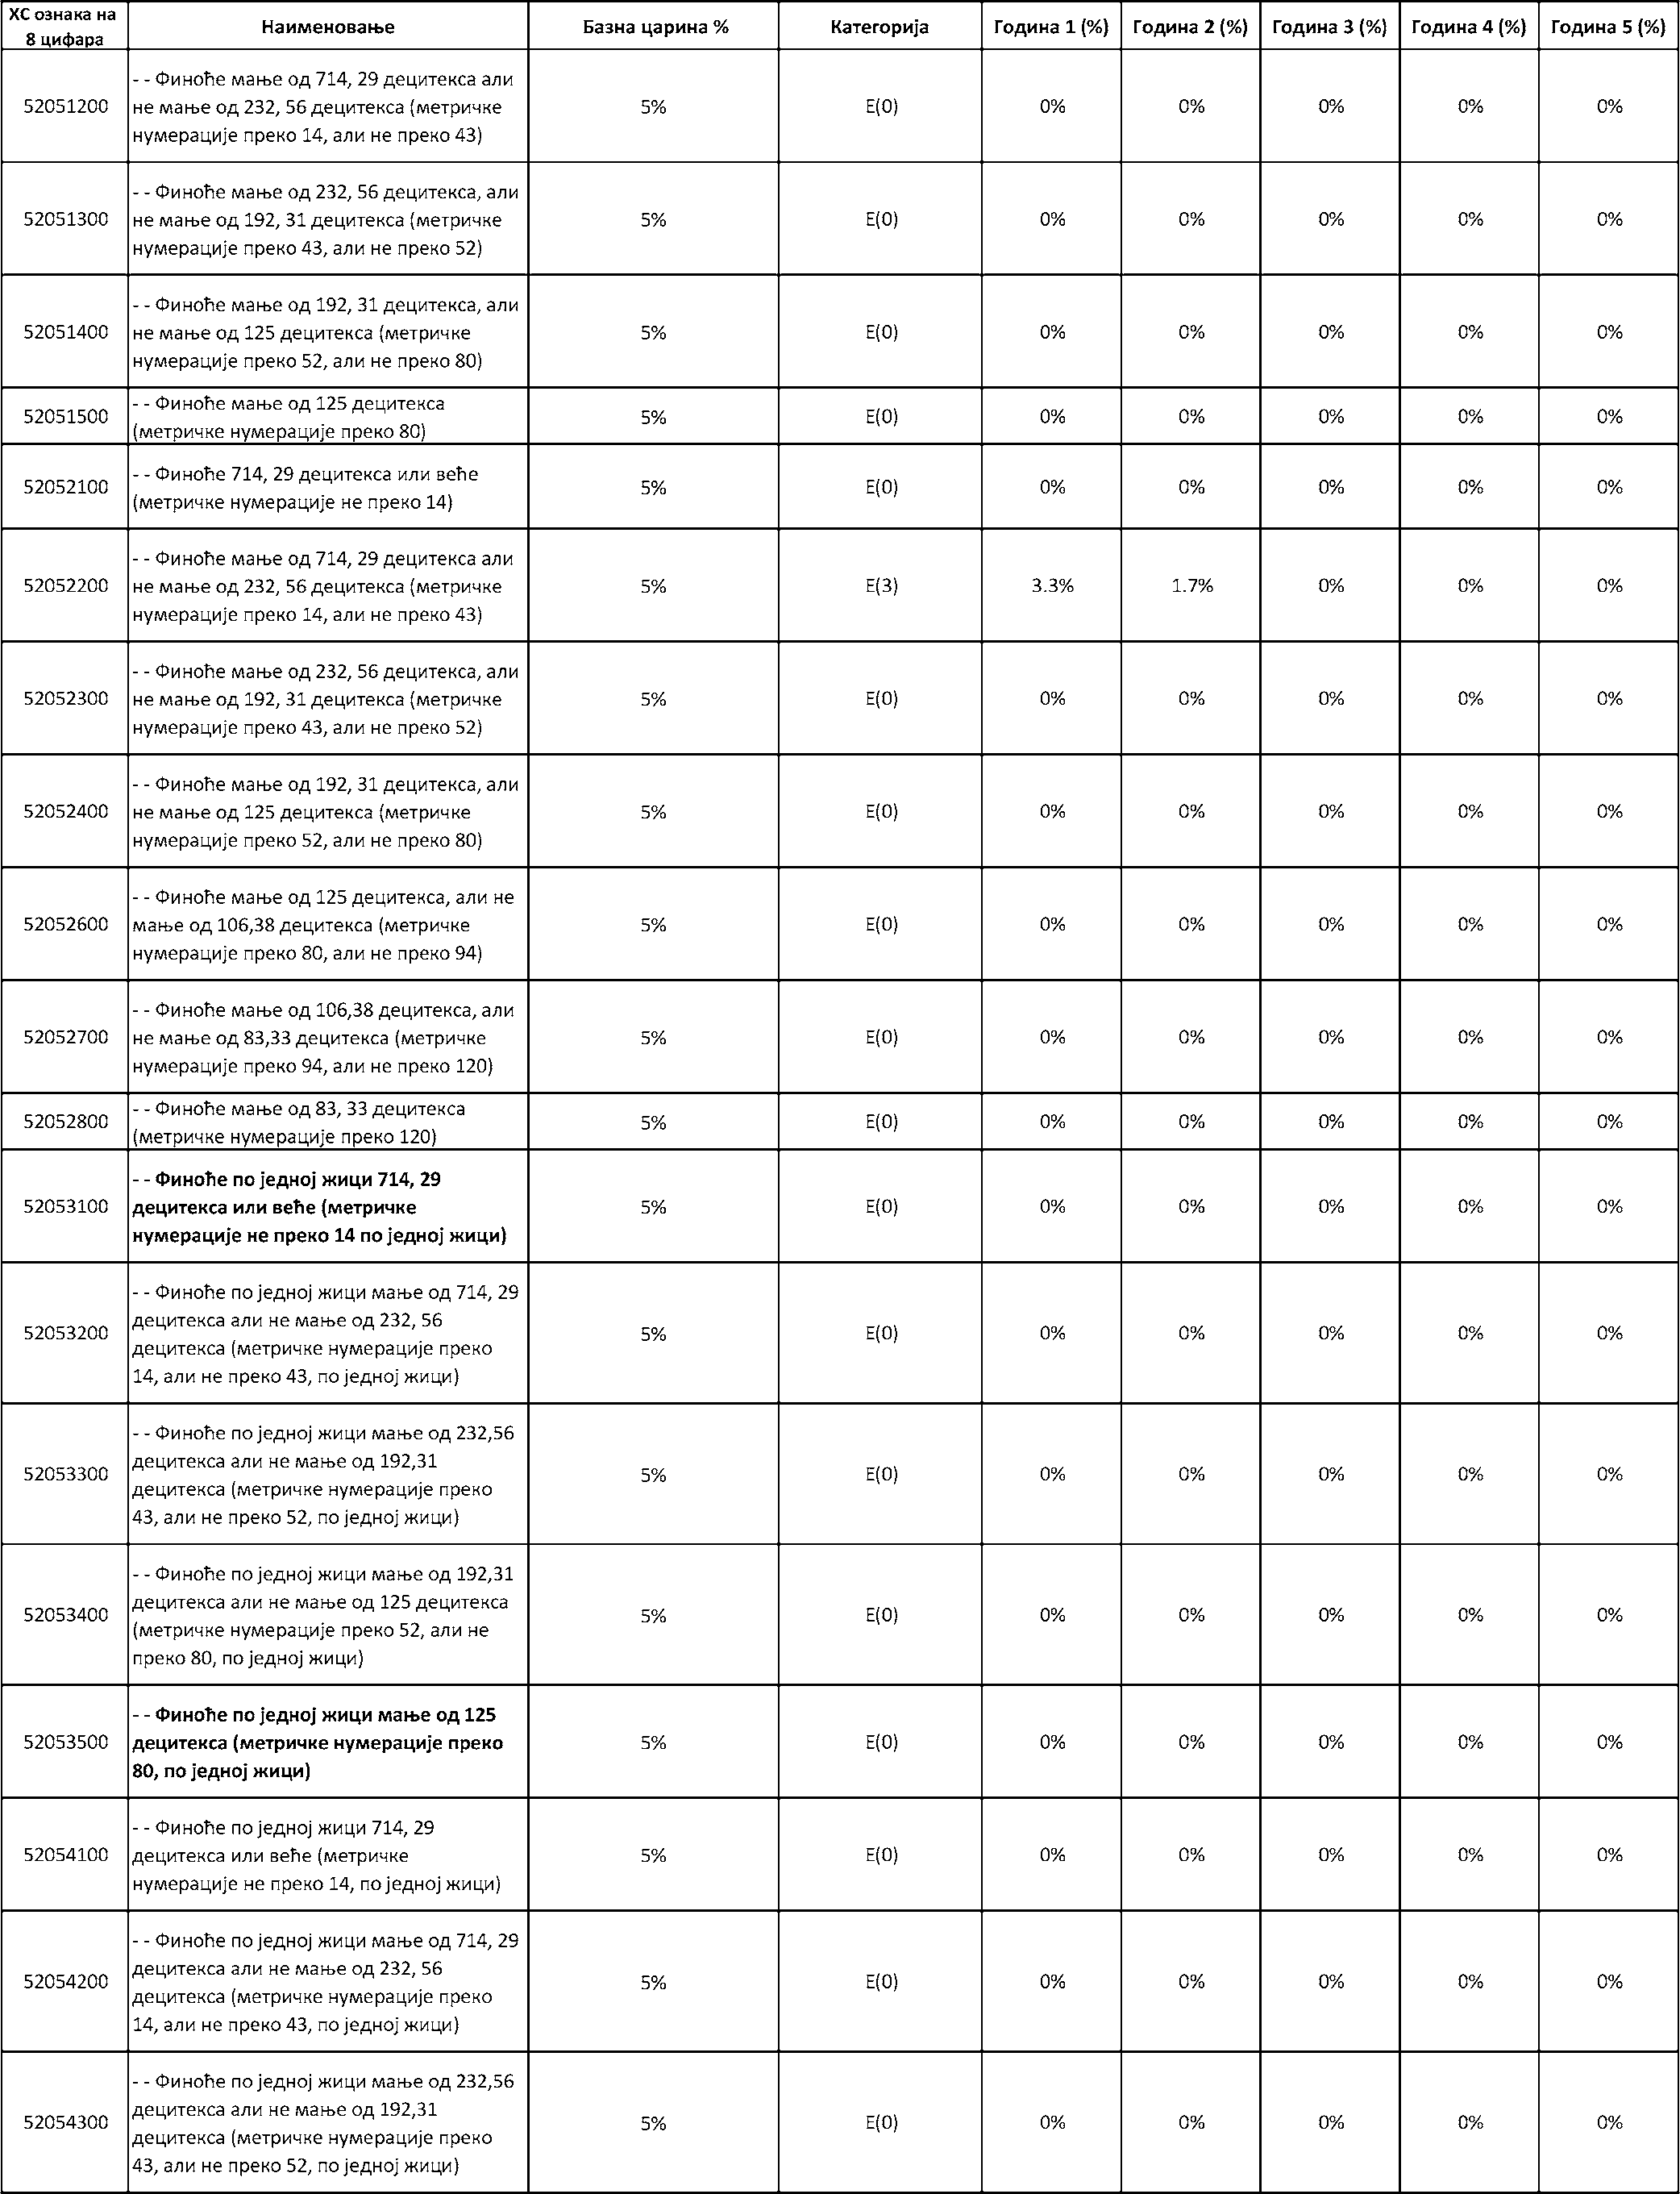 ХС ознака на
8 цифара
Наименовање
Базна царина %
Категорија
Година 1 (%)
Година 2 (%)
Година 3 (%)
Година 4 (%)
Година 5 (%)
52051200
- - Финоће мање од 714, 29 децитекса али
не мање од 232, 56 децитекса (метричке
нумерације преко 14, али не преко 43)
5% E(0) 0% 0% 0% 0% 0%
52051300
- - Финоће мање од 232, 56 децитекса, али
не мање од 192, 31 децитекса (метричке
нумерације преко 43, али не преко 52)
5% E(0) 0% 0% 0% 0% 0%
52051400
- - Финоће мање од 192, 31 децитекса, али
не мање од 125 децитекса (метричке
нумерације преко 52, али не преко 80)
5% E(0) 0% 0% 0% 0% 0%
52051500
- - Финоће мање од 125 децитекса
(метричке нумерације преко 80)
5% E(0) 0% 0% 0% 0% 0%
52052100
- - Финоће 714, 29 децитекса или веће
(метричке нумерације не преко 14)
5% E(0) 0% 0% 0% 0% 0%
52052200
- - Финоће мање од 714, 29 децитекса али
не мање од 232, 56 децитекса (метричке
нумерације преко 14, али не преко 43)
5% E(3) 3.3% 1.7% 0% 0% 0%
52052300
- - Финоће мање од 232, 56 децитекса, али
не мање од 192, 31 децитекса (метричке
нумерације преко 43, али не преко 52)
5% E(0) 0% 0% 0% 0% 0%
52052400
- - Финоће мање од 192, 31 децитекса, али
не мање од 125 децитекса (метричке
нумерације преко 52, али не преко 80)
5% E(0) 0% 0% 0% 0% 0%
52052600
- - Финоће мање од 125 децитекса, али не
мање од 106,38 децитекса (метричке
нумерације преко 80, али не преко 94)
5% E(0) 0% 0% 0% 0% 0%
52052700
- - Финоће мање од 106,38 децитекса, али
не мање од 83,33 децитекса (метричке
нумерације преко 94, али не преко 120)
5% E(0) 0% 0% 0% 0% 0%
52052800
- - Финоће мање од 83, 33 децитекса
(метричке нумерације преко 120)
5% E(0) 0% 0% 0% 0% 0%
52053100
- - Финоће по једној жици 714, 29
децитекса или веће (метричке
нумерације не преко 14 по једној жици)
5% E(0) 0% 0% 0% 0% 0%
52053200
- - Финоће по једној жици мање од 714, 29
децитекса али не мање од 232, 56
децитекса (метричке нумерације преко
14, али не преко 43, по једној жици)
5% E(0) 0% 0% 0% 0% 0%
52053300
- - Финоће по једној жици мање од 232,56
децитекса али не мање од 192,31
децитекса (метричке нумерације преко
43, али не преко 52, по једној жици)
5% E(0) 0% 0% 0% 0% 0%
52053400
- - Финоће по једној жици мање од 192,31
децитекса али не мање од 125 децитекса
(метричке нумерације преко 52, али не
преко 80, по једној жици)
5% E(0) 0% 0% 0% 0% 0%
52053500
- - Финоће по једној жици мање од 125
децитекса (метричке нумерације преко
80, по једној жици)
5% E(0) 0% 0% 0% 0% 0%
52054100
- - Финоће по једној жици 714, 29
децитекса или веће (метричке
нумерације не преко 14, по једној жици)
5% E(0) 0% 0% 0% 0% 0%
52054200
- - Финоће по једној жици мање од 714, 29
децитекса али не мање од 232, 56
децитекса (метричке нумерације преко
14, али не преко 43, по једној жици)
5% E(0) 0% 0% 0% 0% 0%
52054300
- - Финоће по једној жици мање од 232,56
децитекса али не мање од 192,31
децитекса (метричке нумерације преко
43, али не преко 52, по једној жици)
5% E(0) 0% 0% 0% 0% 0%